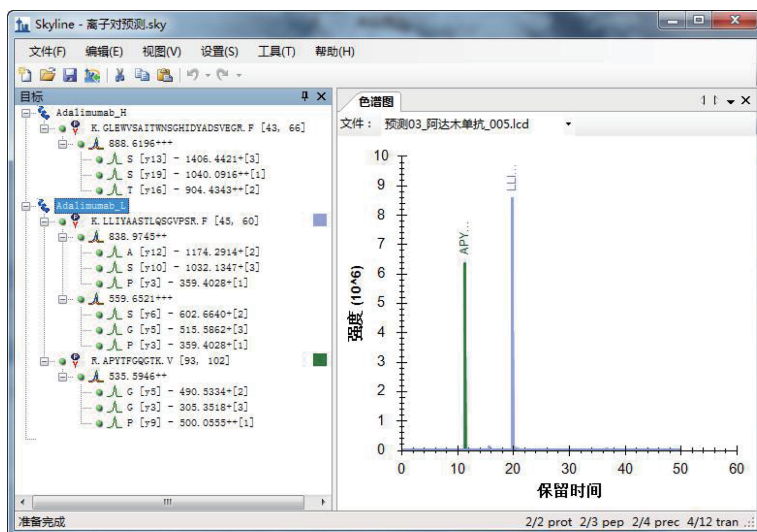 Skyline - 离子对预测.sky
文件(F) 编辑(E) 视图(V) 设置(S) 工具(T) 帮助(H)
目标
Adalimumab_H
K.GLEWVSAITWNSGHIDYADSVEGR.F [43, 66]
888.6196+++
S [y13] - 1406.4421+[3]
S [y19] - 1040.0916++[1]
T [y16] - 904.4343++[2]
Adalimumab_L
K.LLIYAASTLQSGVPSR.F [45, 60]
838.9745++
A [y12] - 1174.2914+[2]
S [y10] - 1032.1347+[3]
P [y3] - 359.4028+[1]
559.6521+++
S [y6] - 602.6640+[2]
G [y5] - 515.5862+[3]
P [y3] - 359.4028+[1]
R.APYTFGQGTK.V [93, 102]
535.5946++
G [y5] - 490.5334+[2]
G [y3] - 305.3518+[3]
P [y9] - 500.0555++[1]
色谱图
文件： 预测03_阿达木单抗_005.lcd
强度 (10^6)
10
9
8
7
6
5
4
3
2
1
0
APY...
LLI...
0 10 20 30 40 50 60
保留时间
准备完成
2/2 prot 2/3 pep 2/4 prec 4/12 tran